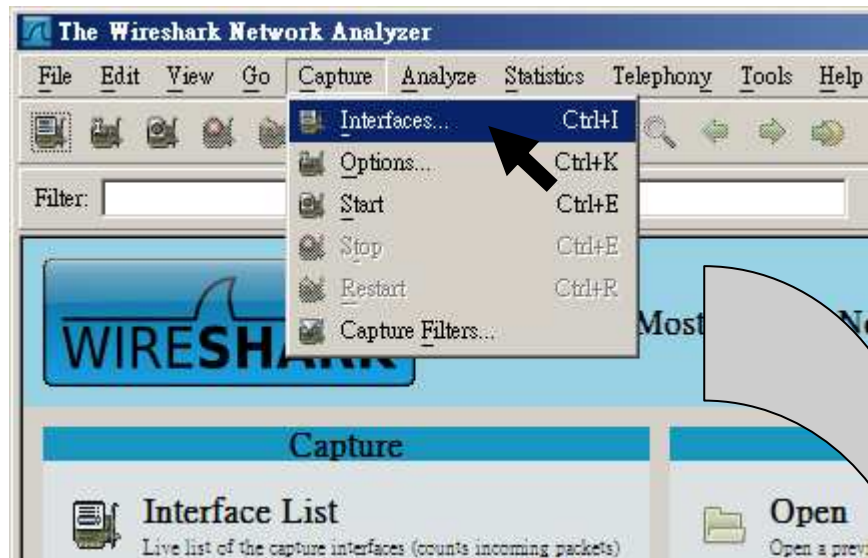 The Wireshark Network Analyzer
File Edit View Go Capture Analyze Statistics Telephony Tools Help
Interfaces... Ctrl+I
Options... Ctrl+K
Start Ctrl+E
Stop Ctrl+E
Restart Ctrl+R
Capture Filters...
Filter:
WIRESHARK
Most
Capture
Interface List
Live list of the capture interfaces (counts incoming packets)
Open
Open a prev